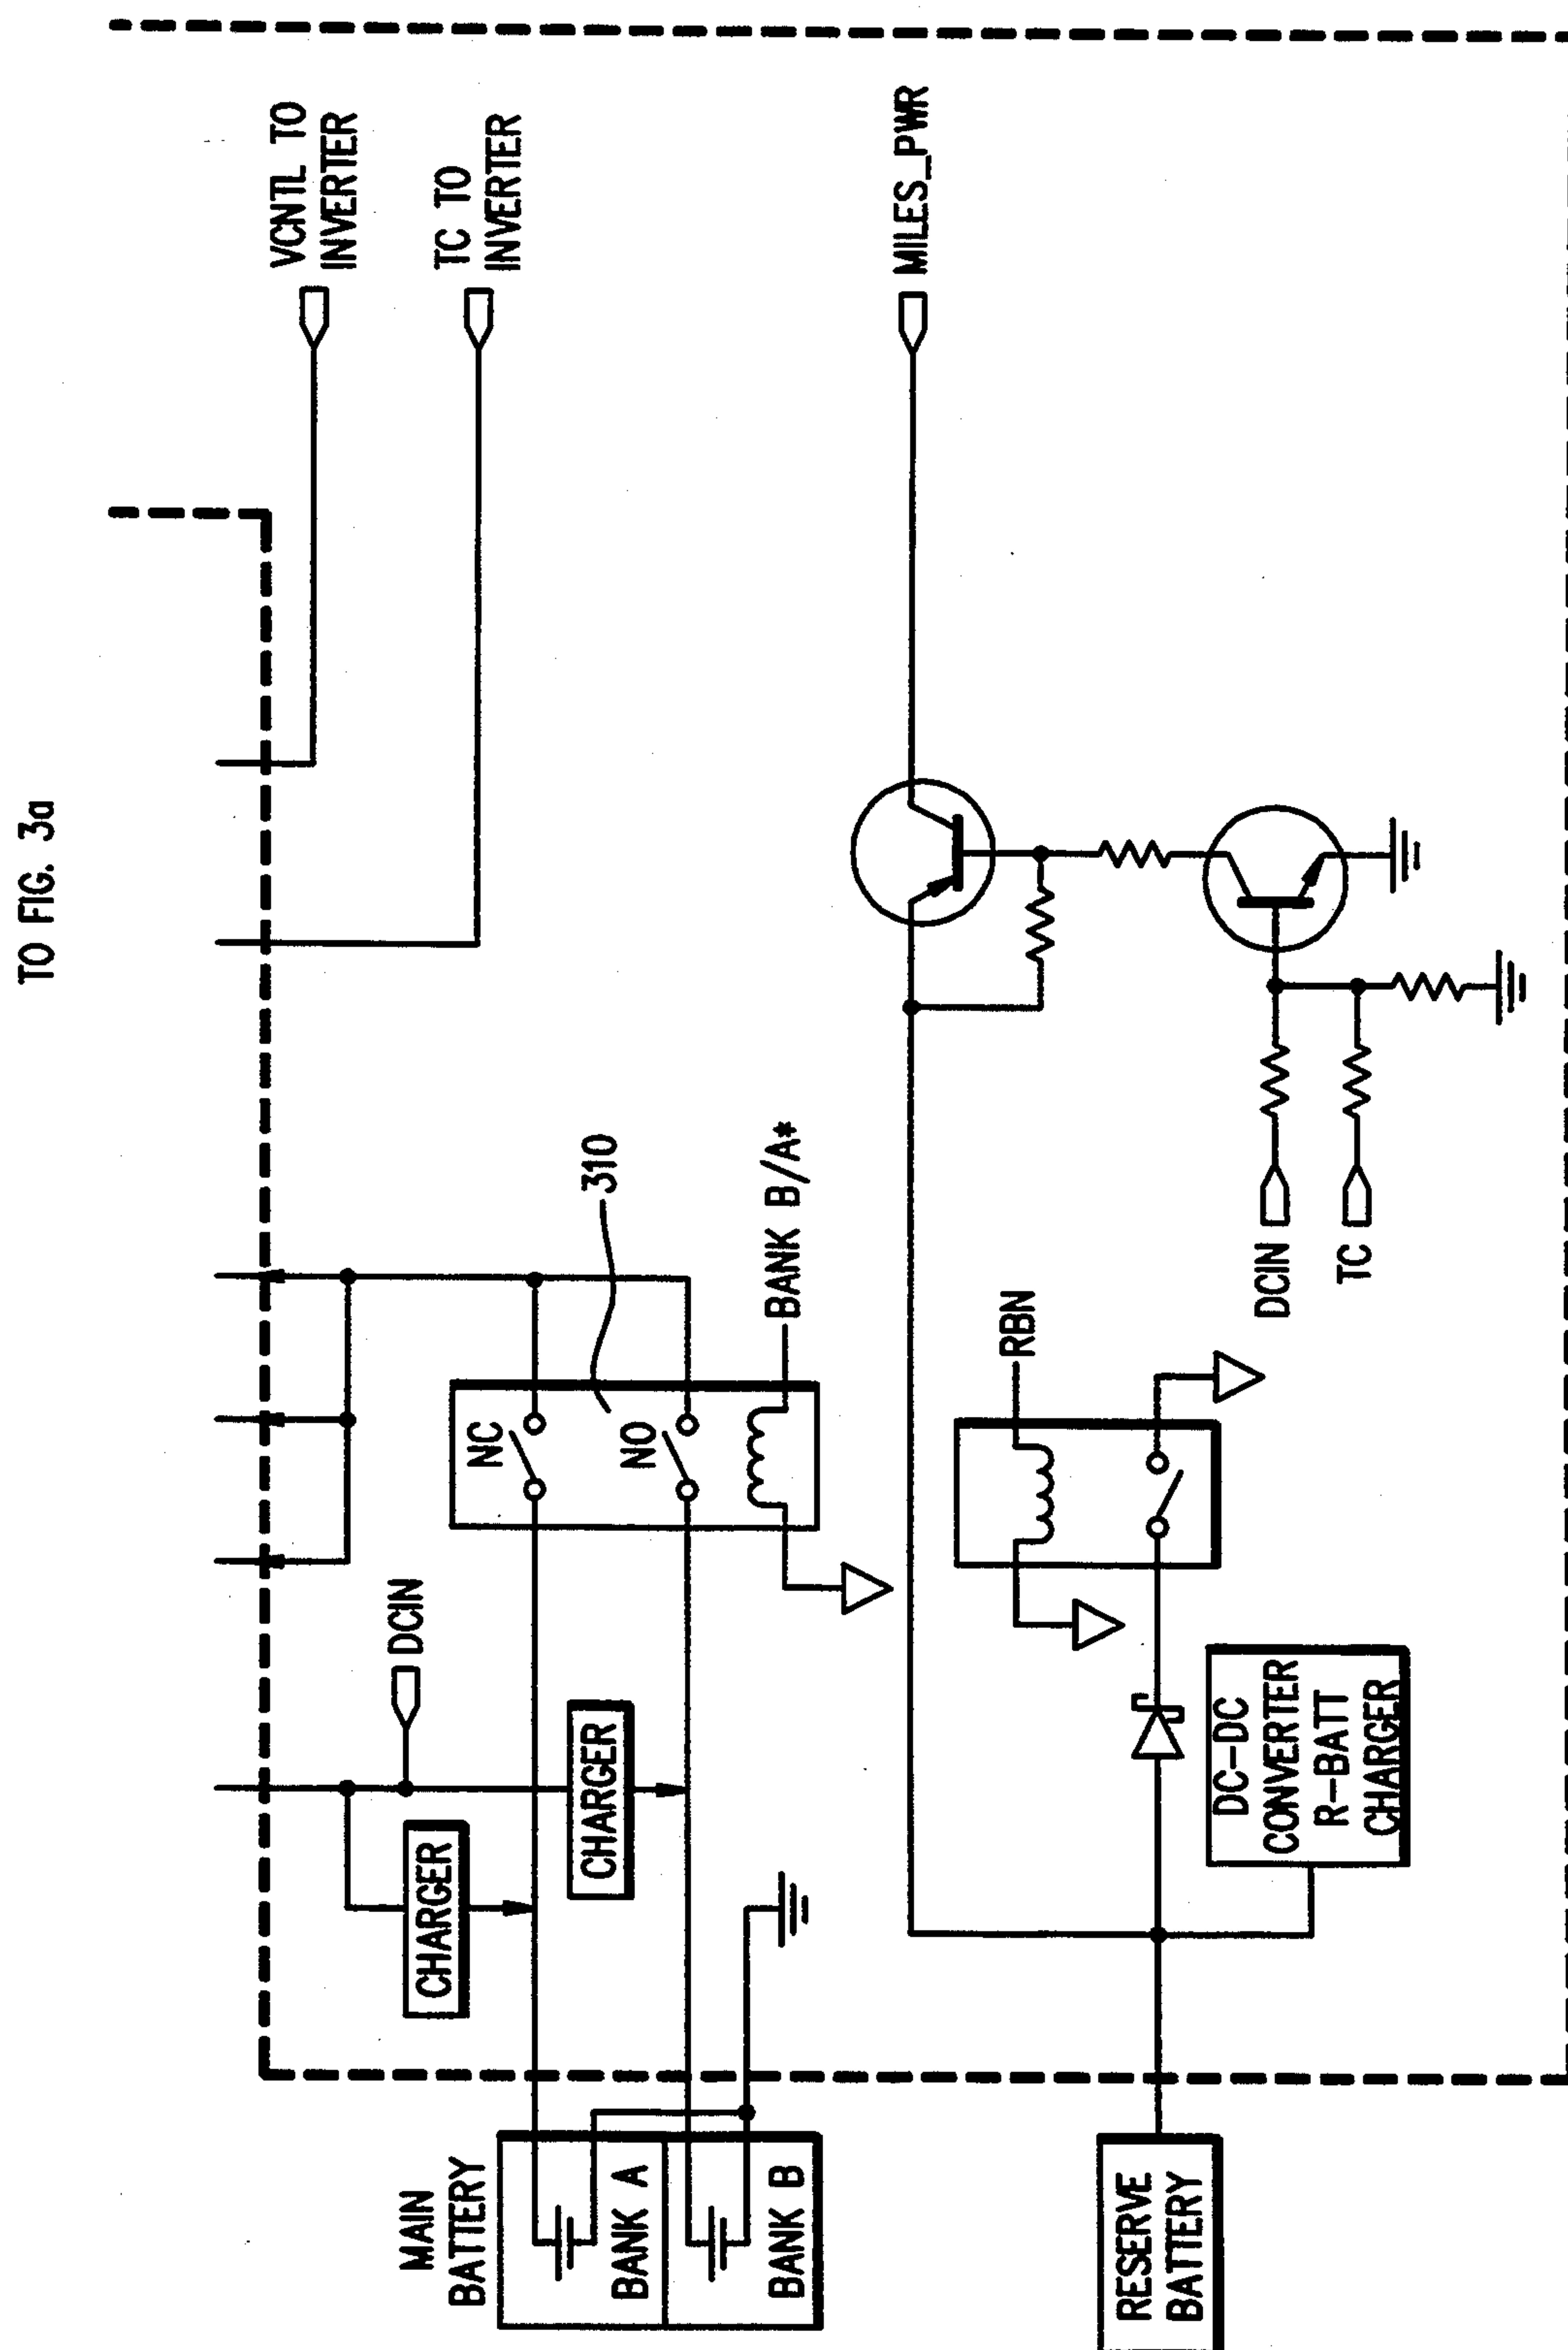 TO FIG. 3a
VCNTL TO
INVERTER
TC TO
INVERTER
DCIN
CHARGER
CHARGER
NC
NO
310
BANK B/A*
MAIN
BATTERY
BANK A
BANK B
MILES_PWR
RBN
DCIN
TC
DC-DC
CONVERTER
R-BATT
CHARGER
RESERVE
BATTERY